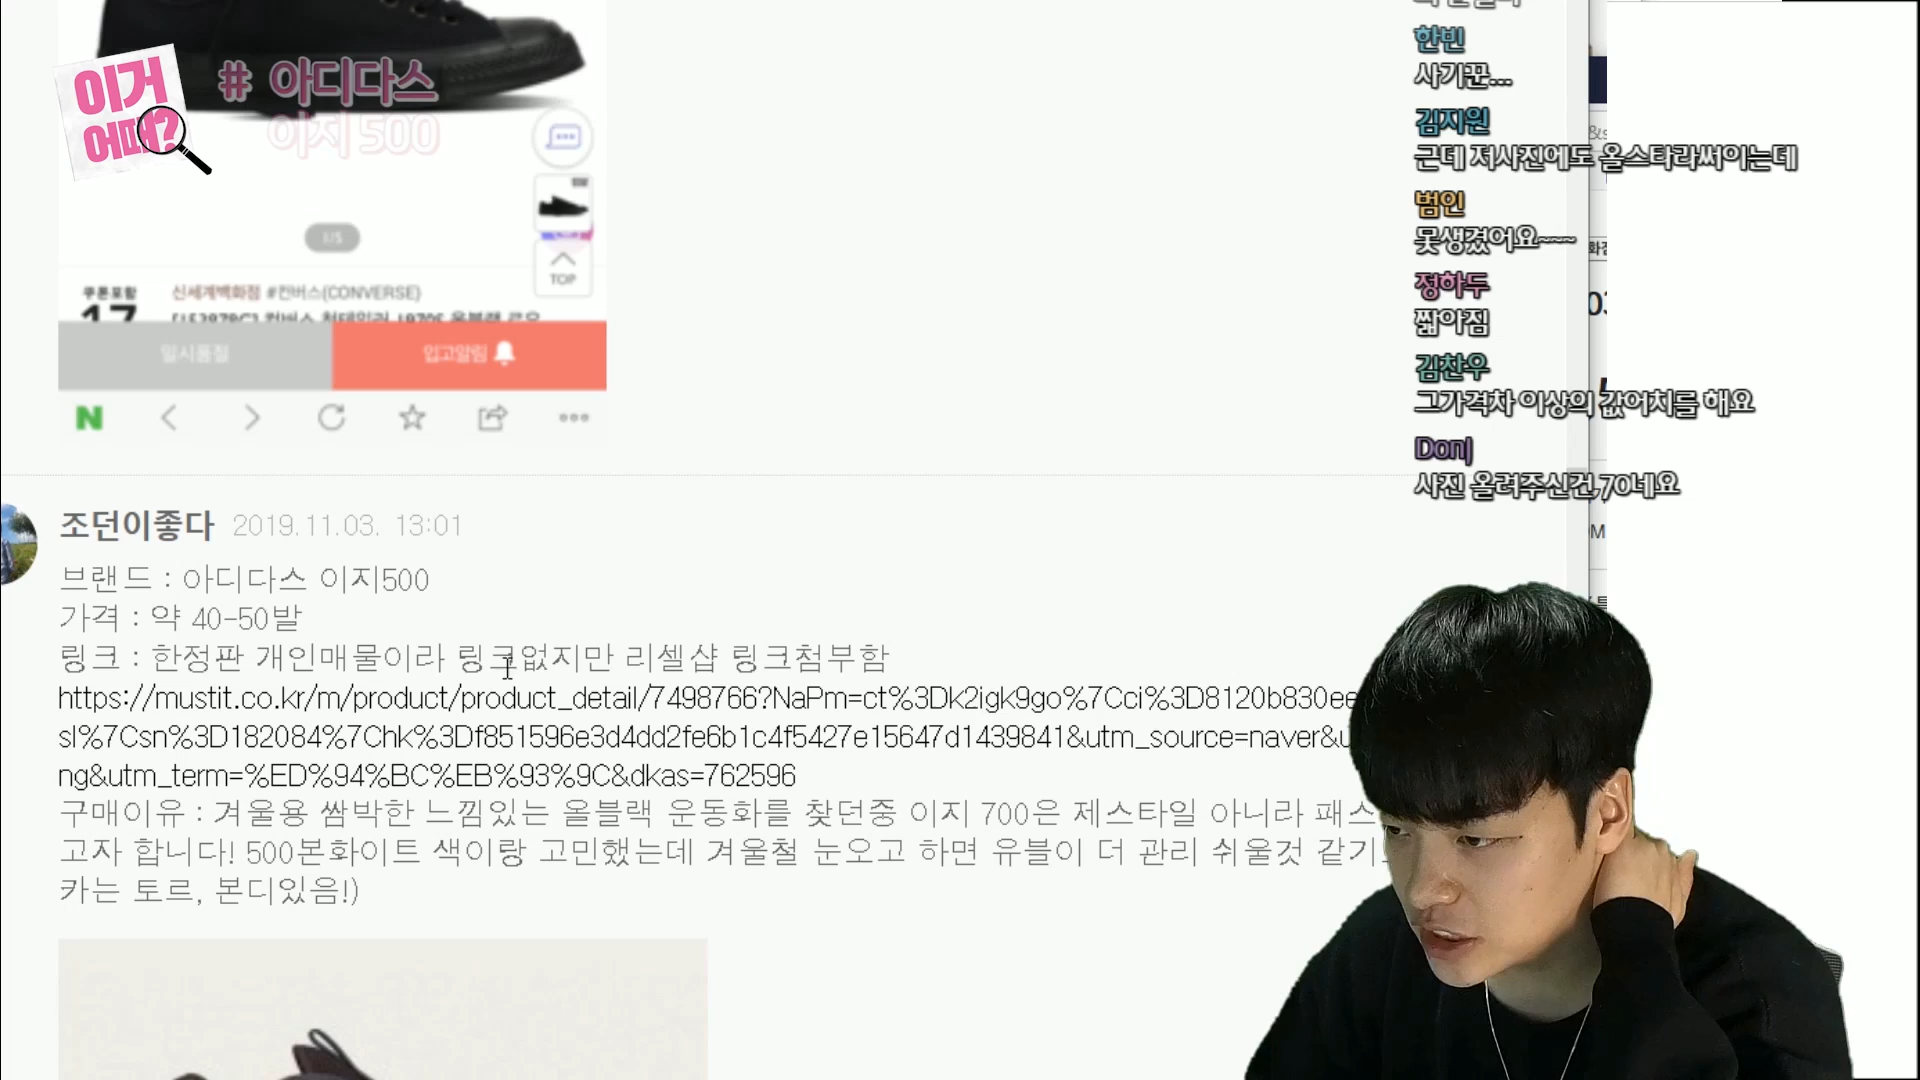 이거
어때?
# 아디다스
이지 500
1/5
TOP
쿠폰포함
17
신세계백화점 #컨버스(CONVERSE)
일시품절
입고알림
N
조던이좋다 2019.11.03. 13:01
브랜드 : 아디다스 이지500
가격 : 약 40-50발
링크 : 한정판 개인매물이라 링크없지만 리셀샵 링크첨부함
https://mustit.co.kr/m/product/product_detail/7498766?NaPm=ct%3Dk2igk9go%7Cci%3D8120b830ee
sl%7Csn%3D182084%7Chk%3Df851596e3d4dd2fe6b1c4f5427e15647d1439841&utm_source=naver&u
ng&utm_term=%ED%94%BC%EB%93%9C&dkas=762596
구매이유 : 겨울용 쌈박한 느낌있는 올블랙 운동화를 찾던중 이지 700은 제스타일 아니라 패스
고자 합니다! 500본화이트 색이랑 고민했는데 겨울철 눈오고 하면 유블이 더 관리 쉬울것 같기
카는 토르, 본디있음!)
한빈
사기꾼...
김지원
근데 저사진에도 올스타라써이는데
범인
못생겼어요~~~
정하두
짧아짐
김찬우
그가격차 이상의 값어치를 해요
Donj
사진 올려주신건,70네요